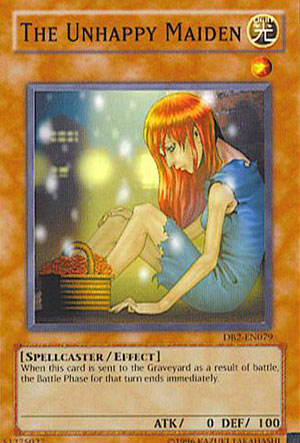 THE UNHAPPY MAIDEN
LIGHT
光
DB2-EN079
[SPELLCASTER / EFFECT]
When this card is sent to the Graveyard as a result of battle,
the Battle Phase for that turn ends immediately.
ATK/ 0 DEF/ 100
©1996 KAZUKI TAKAHASHI